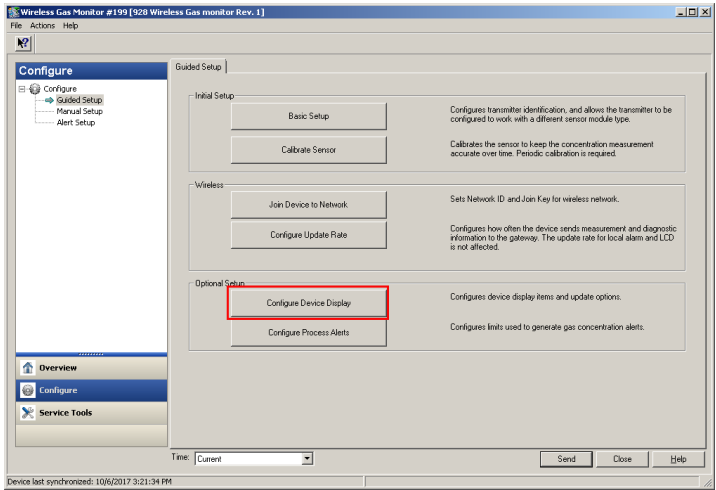 Wireless Gas Monitor #199 [928 Wireless Gas monitor Rev. 1]
File Actions Help
Configure
Configure
Guided Setup
Manual Setup
Alert Setup
Overview
Configure
Service Tools
Guided Setup
Initial Setup
Basic Setup
Configures transmitter identification, and allows the transmitter to be
configured to work with a different sensor module type.
Calibrate Sensor
Calibrates the sensor to keep the concentration measurement
accurate over time. Periodic calibration is required.
Wireless
Join Device to Network
Sets Network ID and Join Key for wireless network.
Configure Update Rate
Configures how often the device sends measurement and diagnostic
information to the gateway. The update rate for local alarm and LCD
is not affected.
Optional Setup
Configure Device Display
Configures device display items and update options.
Configure Process Alerts
Configures limits used to generate gas concentration alerts.
Time: Current
Send Close Help
Device last synchronized: 10/6/2017 3:21:34 PM